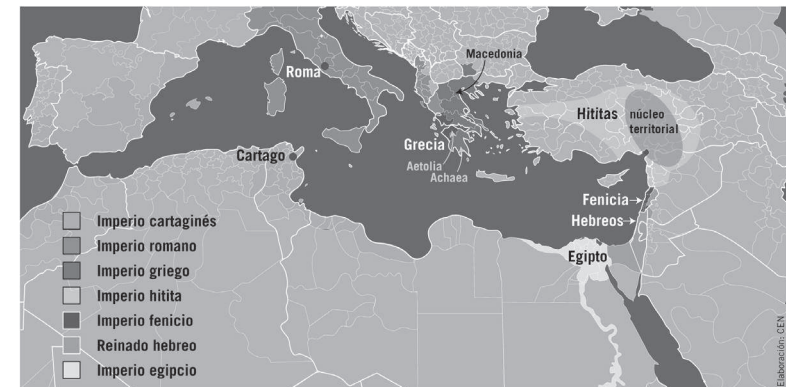 Macedonia
Roma
Hititas
núcleo
territorial
Cartago
Grecia
Aetolia
Achaea
Fenicia
Hebreos
Egipto
Imperio cartaginés
Imperio romano
Imperio griego
Imperio hitita
Imperio fenicio
Reinado hebreo
Imperio egipcio
Elaboración: CEN